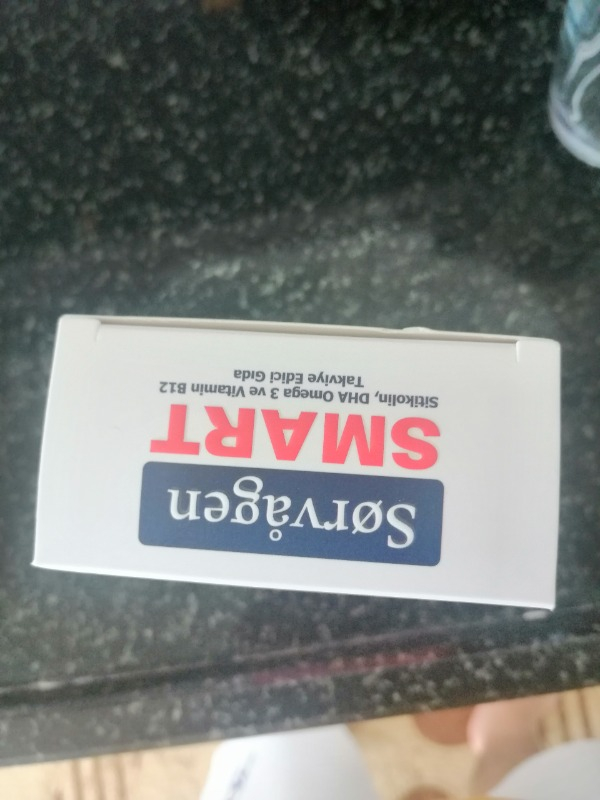 Sørvågen
SMART
Sitikolin, DHA Omega 3 ve Vitamin B12
Takviye Edici Gıda